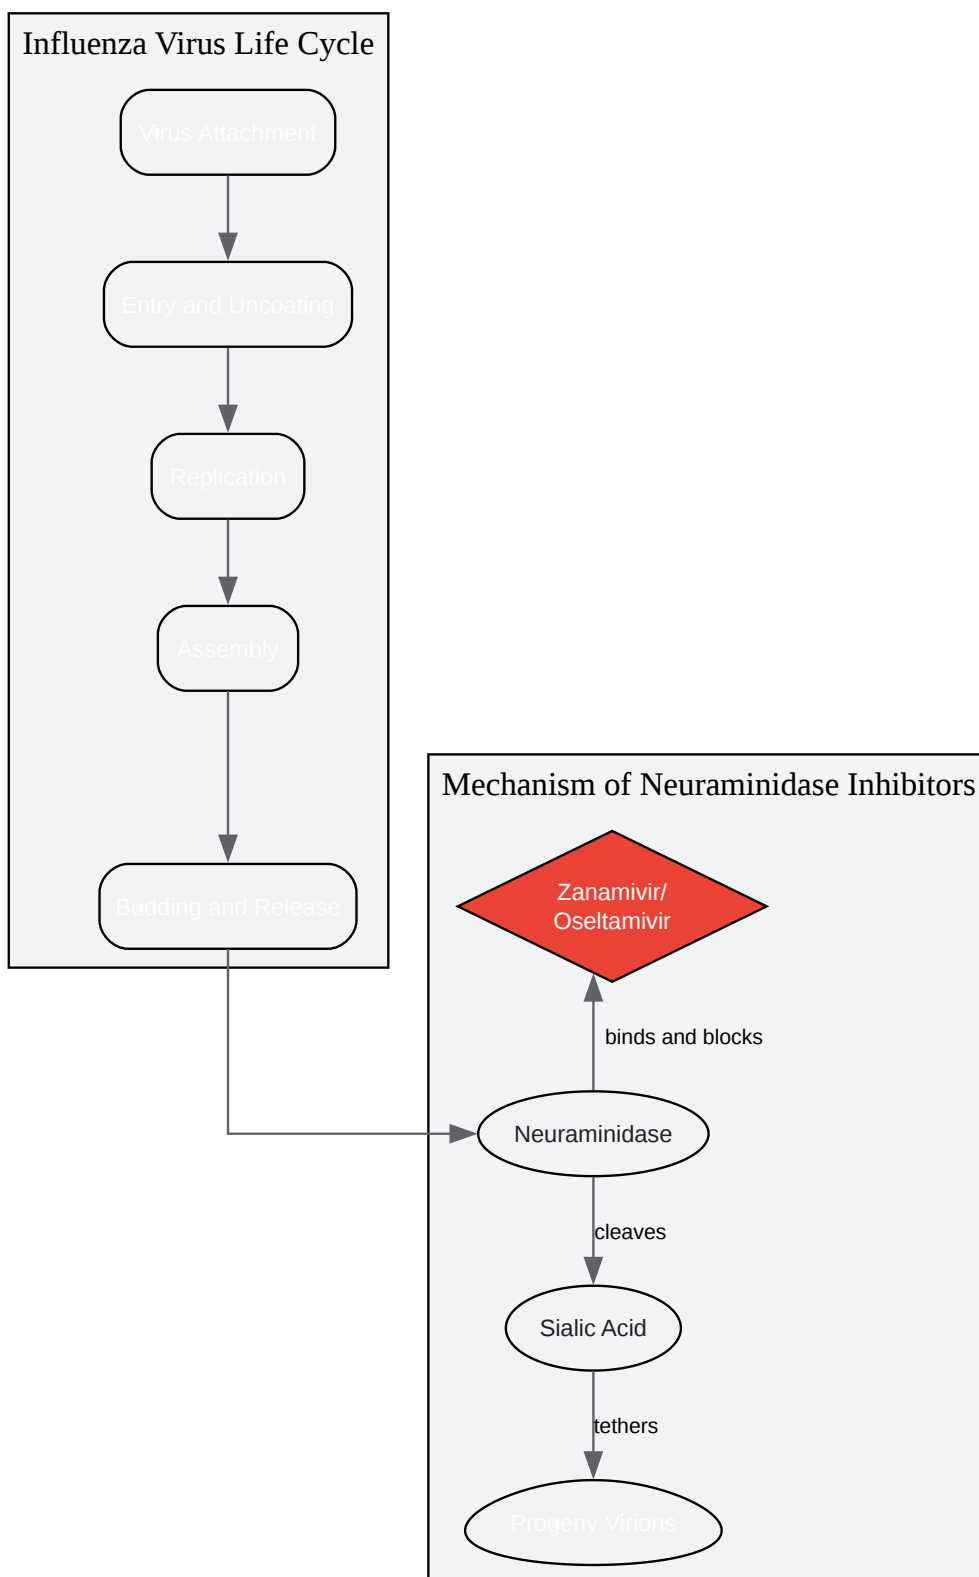 Influenza Virus Life Cycle
Virus Attachment
Entry and Uncoating
Replication
Assembly
Budding and Release
Mechanism of Neuraminidase Inhibitors
Zanamivir/
Oseltamivir
binds and blocks
Neuraminidase
cleaves
Sialic Acid
tethers
Progeny Virions